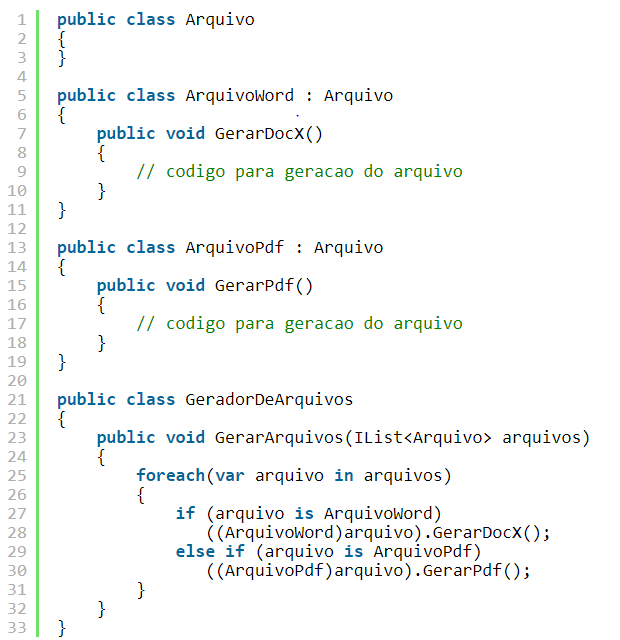 1 public class Arquivo
2 {
3 }
4
5 public class ArquivoWord : Arquivo
6 {
7     public void GerarDocX()
8     {
9         // codigo para geracao do arquivo
10     }
11 }
12
13 public class ArquivoPdf : Arquivo
14 {
15     public void GerarPdf()
16     {
17         // codigo para geracao do arquivo
18     }
19 }
20
21 public class GeradorDeArquivos
22 {
23     public void GerarArquivos(IList<Arquivo> arquivos)
24     {
25         foreach(var arquivo in arquivos)
26         {
27             if (arquivo is ArquivoWord)
28                ((ArquivoWord)arquivo).GerarDocX();
29             else if (arquivo is ArquivoPdf)
30                ((ArquivoPdf)arquivo).GerarPdf();
31         }
32     }
33 }